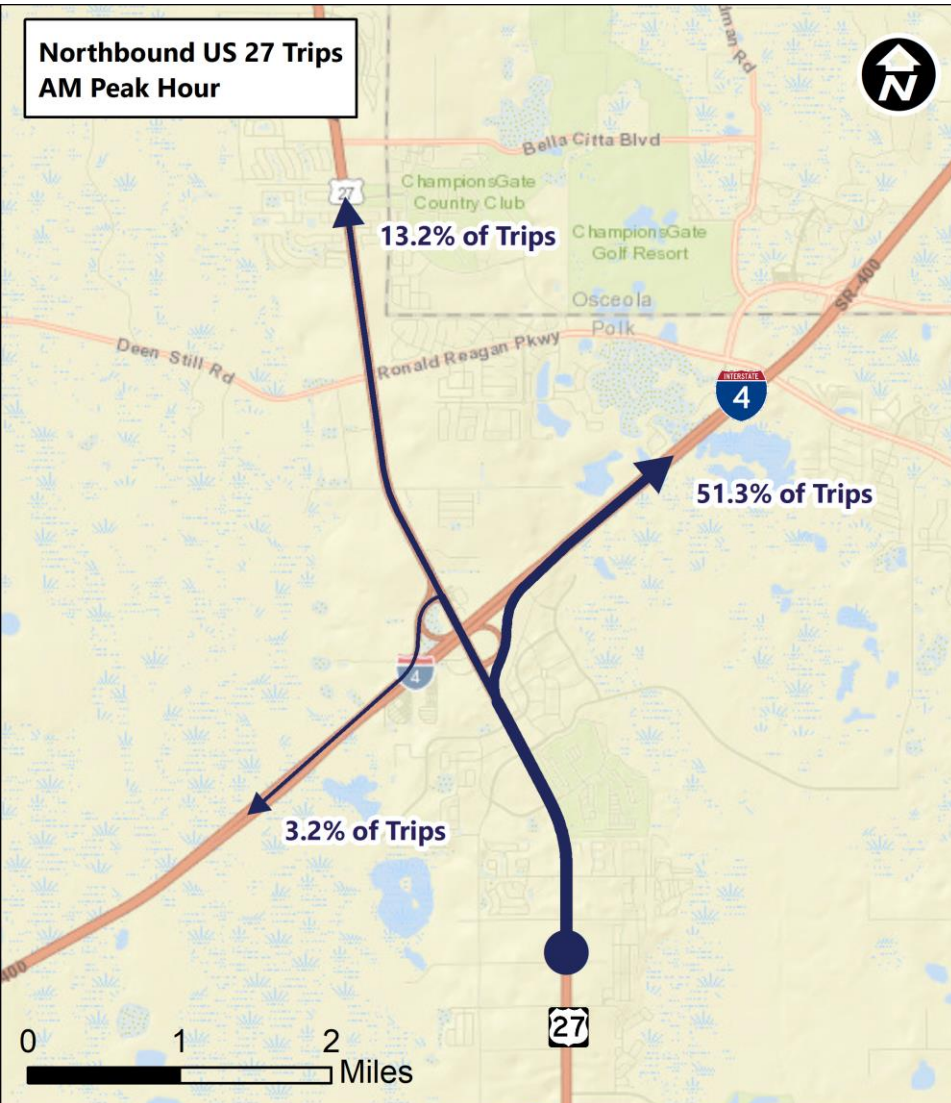 Northbound US 27 Trips
AM Peak Hour
N
Bella Citta Blvd
27
ChampionsGate
Country Club
13.2% of Trips
ChampionsGate
Golf Resort
SR 400
Osceola
Polk
Deen Still Rd
Ronald Reagan Pkwy
INTERSTATE
4
51.3% of Trips
4
3.2% of Trips
400
27
0 1 2
Miles